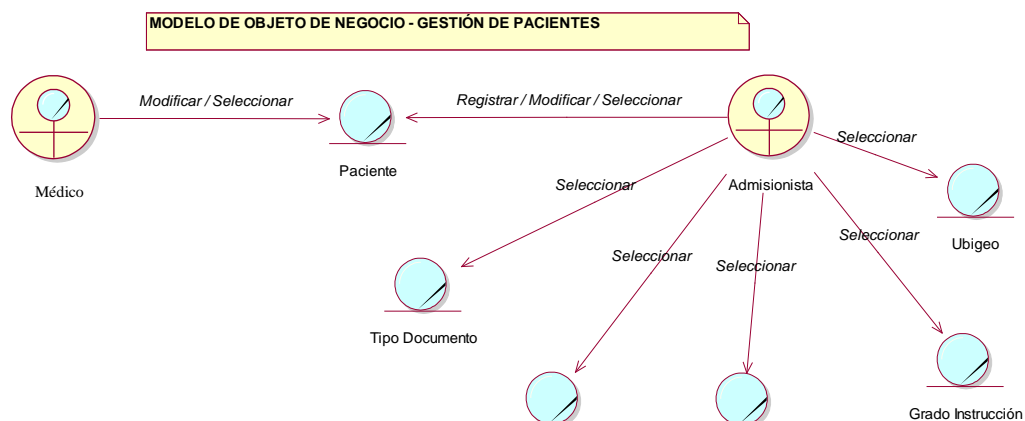 MODELO DE OBJETO DE NEGOCIO - GESTIÓN DE PACIENTES
Modificar / Seleccionar
Registrar / Modificar / Seleccionar
Seleccionar
Paciente
Médico
Admisionista
Seleccionar
Seleccionar
Ubigeo
Seleccionar
Seleccionar
Tipo Documento
Grado Instrucción